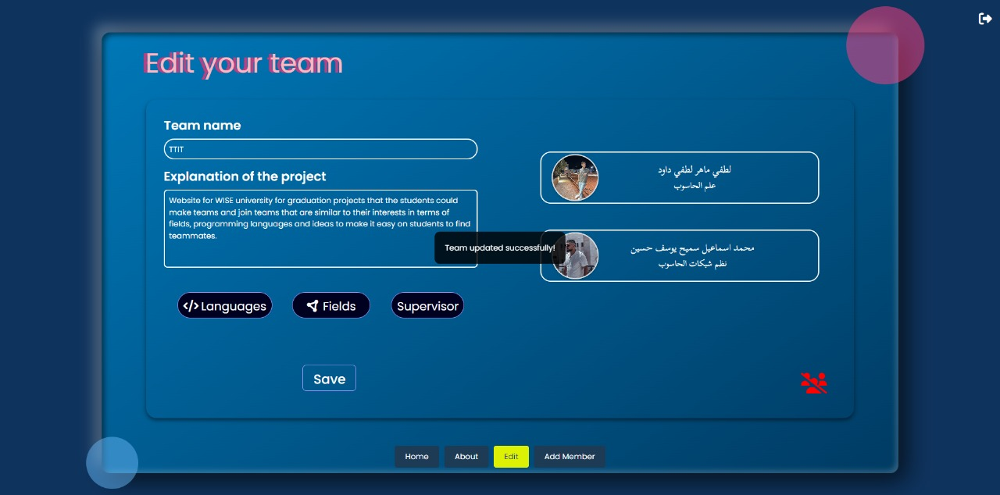 Edit your team
Team name
TTIT
Explanation of the project
Website for WISE university for graduation projects that the students could
make teams and join teams that are similar to their interests in terms of
fields, programming languages and ideas to make it easy on students to find
teammates.
Team updated successfully!
Languages
Fields
Supervisor
Save
لطفي ماهر لطفي داود
علم الحاسوب
محمد اسماعيل سميح يوسف حسين
نظم شبكات الحاسوب
Home
About
Edit
Add Member